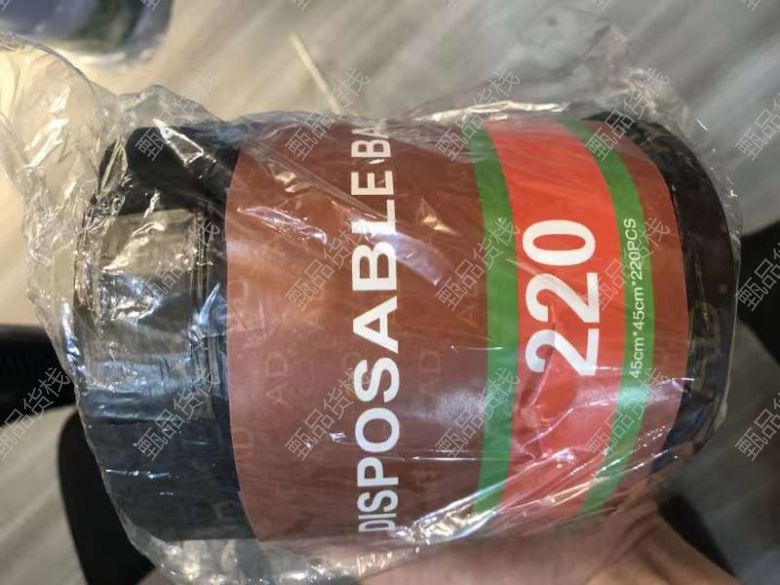 DISPOSABLE BA
220
45cm*45cm*220PCS
甄品货栈